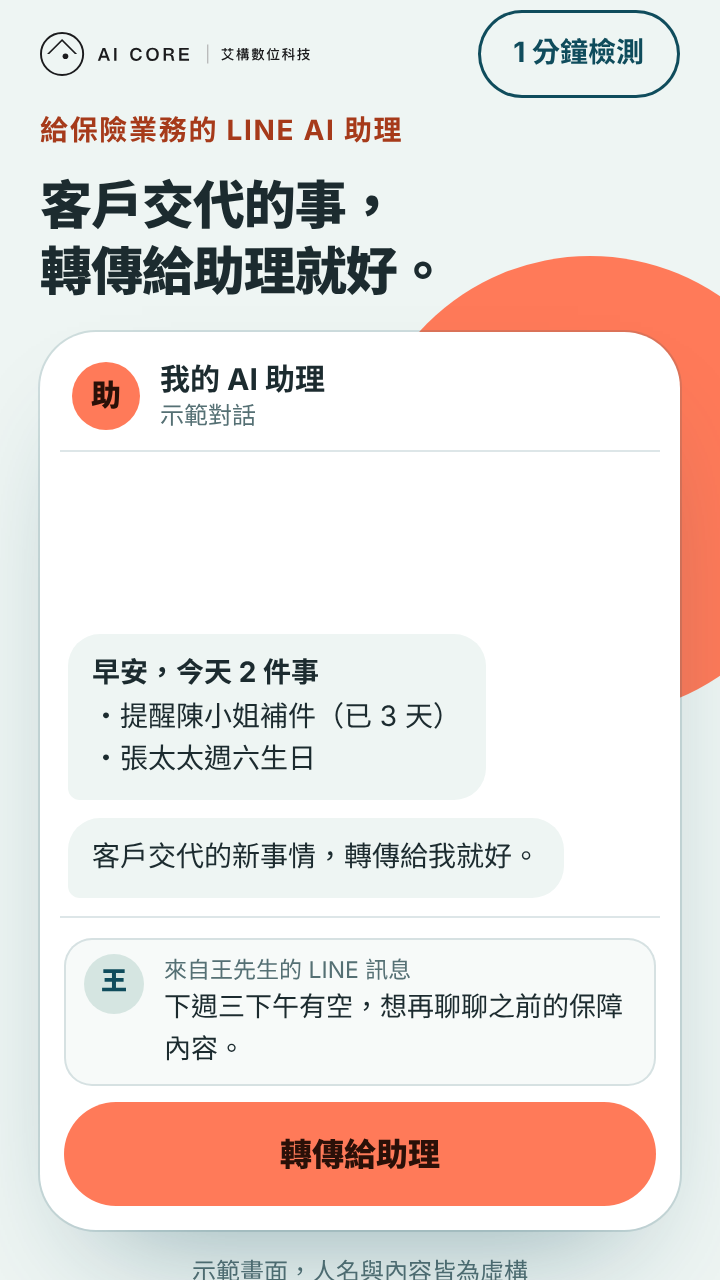 AI CORE | 艾構數位科技
1 分鐘檢測
給保險業務的 LINE AI 助理
客戶交代的事，
轉傳給助理就好。
助
我的 AI 助理
示範對話
早安，今天 2 件事
・提醒陳小姐補件（已 3 天）
・張太太週六生日
客戶交代的新事情，轉傳給我就好。
王
來自王先生的 LINE 訊息
下週三下午有空，想再聊聊之前的保障
內容。
轉傳給助理
示範畫面，人名與內容皆為虛構